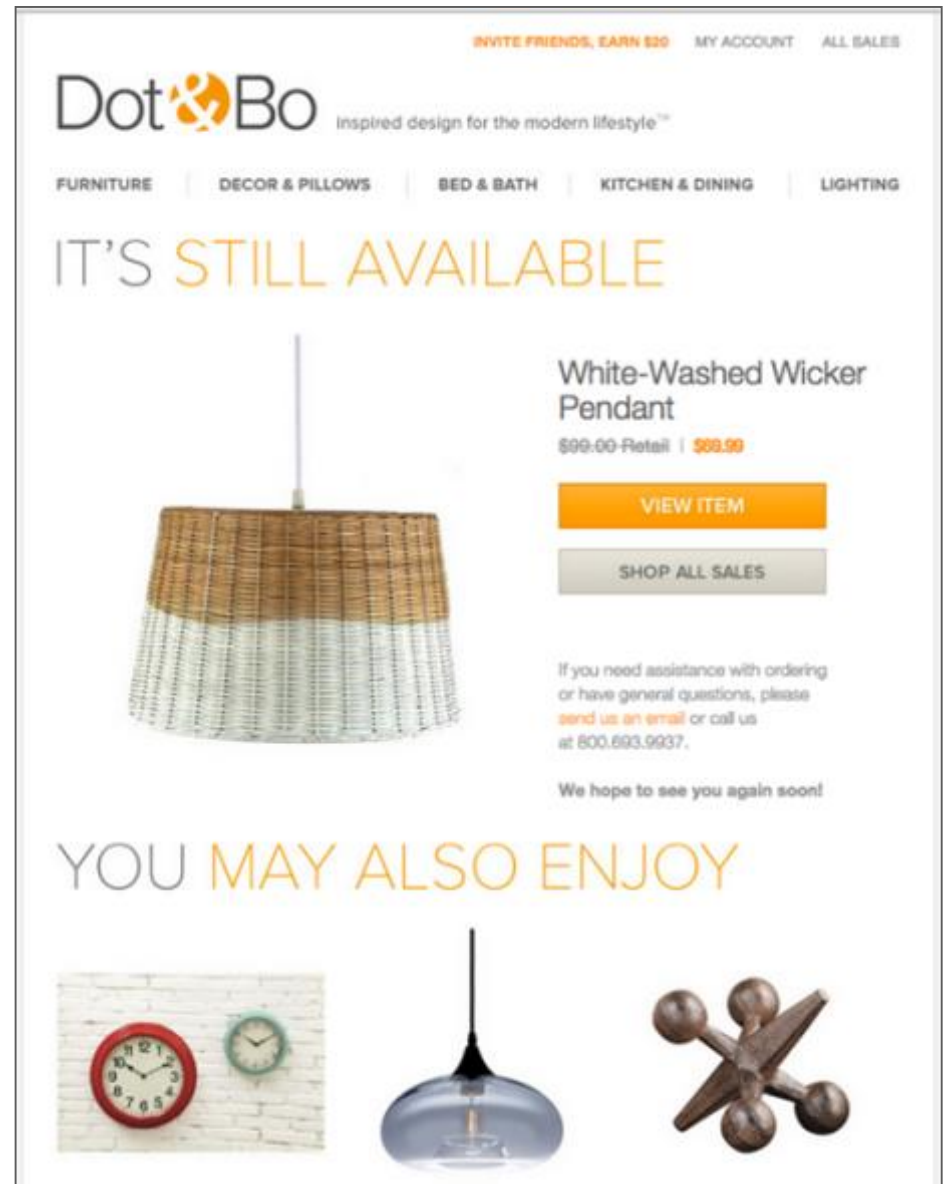 INVITE FRIENDS, EARN $20 MY ACCOUNT ALL SALES
Dot&Bo Inspired design for the modern lifestyle™
FURNITURE DECOR & PILLOWS BED & BATH KITCHEN & DINING LIGHTING
IT'S STILL AVAILABLE
White-Washed Wicker
Pendant
$99.00 Retail | $69.99
VIEW ITEM
SHOP ALL SALES
If you need assistance with ordering
or have general questions, please
send us an email or call us
at 800.693.9937.
We hope to see you again soon!
YOU MAY ALSO ENJOY